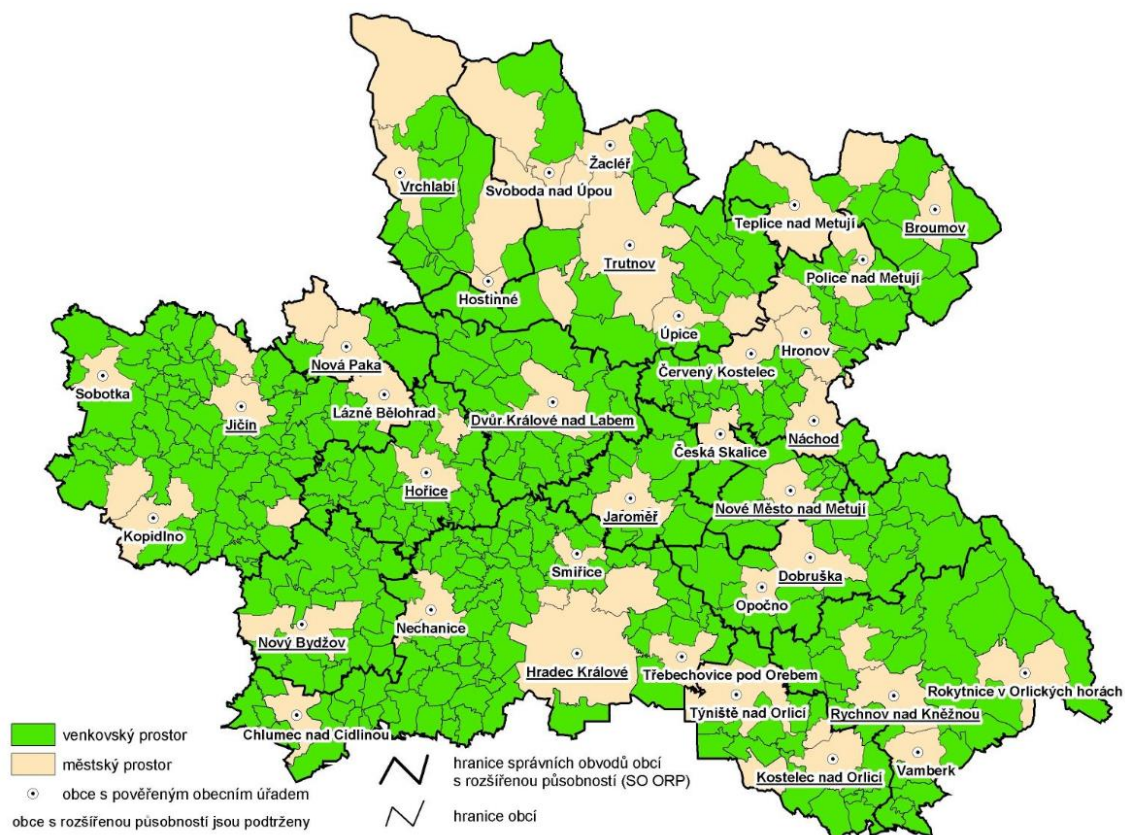 Žacléř
Vrchlabí
Svoboda nad Úpou
Teplice nad Metují
Broumov
Trutnov
Police nad Metují
Hostinné
Úpice
Hronov
Nová Paka
Červený Kostelec
Sobotka
Lázně Bělohrad
Jičín
Dvůr Králové nad Labem
Náchod
Česká Skalice
Hořice
Jaroměř
Nové Město nad Metují
Kopidlno
Smiřice
Dobruška
Opočno
Nechanice
Nový Bydžov
Hradec Králové
Třebechovice pod Orebem
Rokytnice v Orlických horách
Týniště nad Orlicí
Rychnov nad Kněžnou
Chlumec nad Cidlinou
Kostelec nad Orlicí
Vamberk
venkovský prostor
městský prostor
obce s pověřeným obecním úřadem
obce s rozšířenou působností jsou podtrženy
hranice správních obvodů obcí
s rozšířenou působností (SO ORP)
hranice obcí